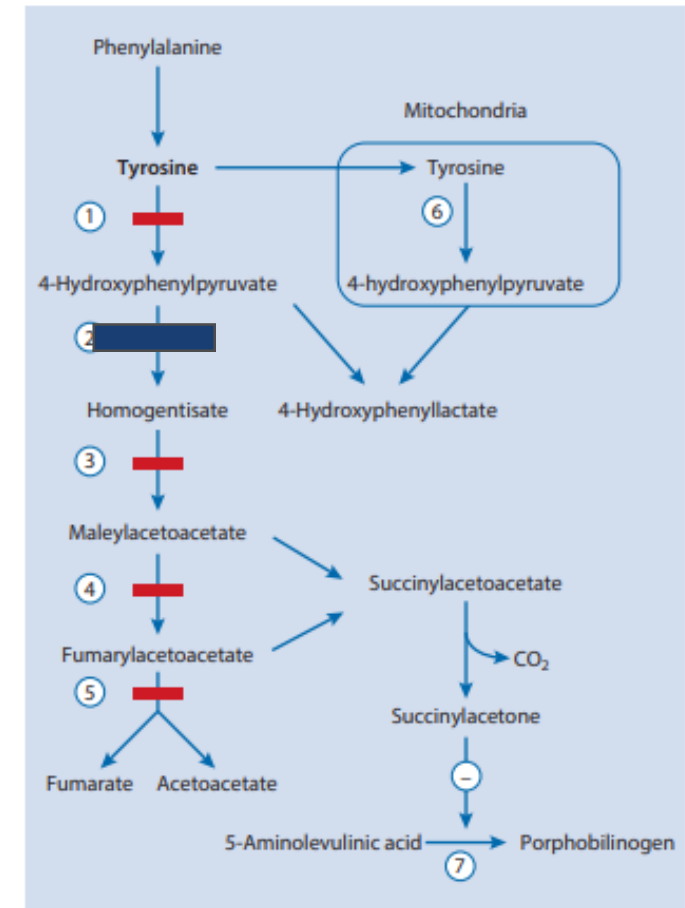 Phenylalanine
Mitochondria
Tyrosine
Tyrosine
1
6
4-Hydroxyphenylpyruvate
4-hydroxyphenylpyruvate
2
Homogentisate
4-Hydroxyphenyllactate
3
Maleylacetoacetate
Succinylacetoacetate
4
Fumarylacetoacetate
CO₂
5
Succinylacetone
Fumarate
Acetoacetate
–
5-Aminolevulinic acid
Porphobilinogen
7